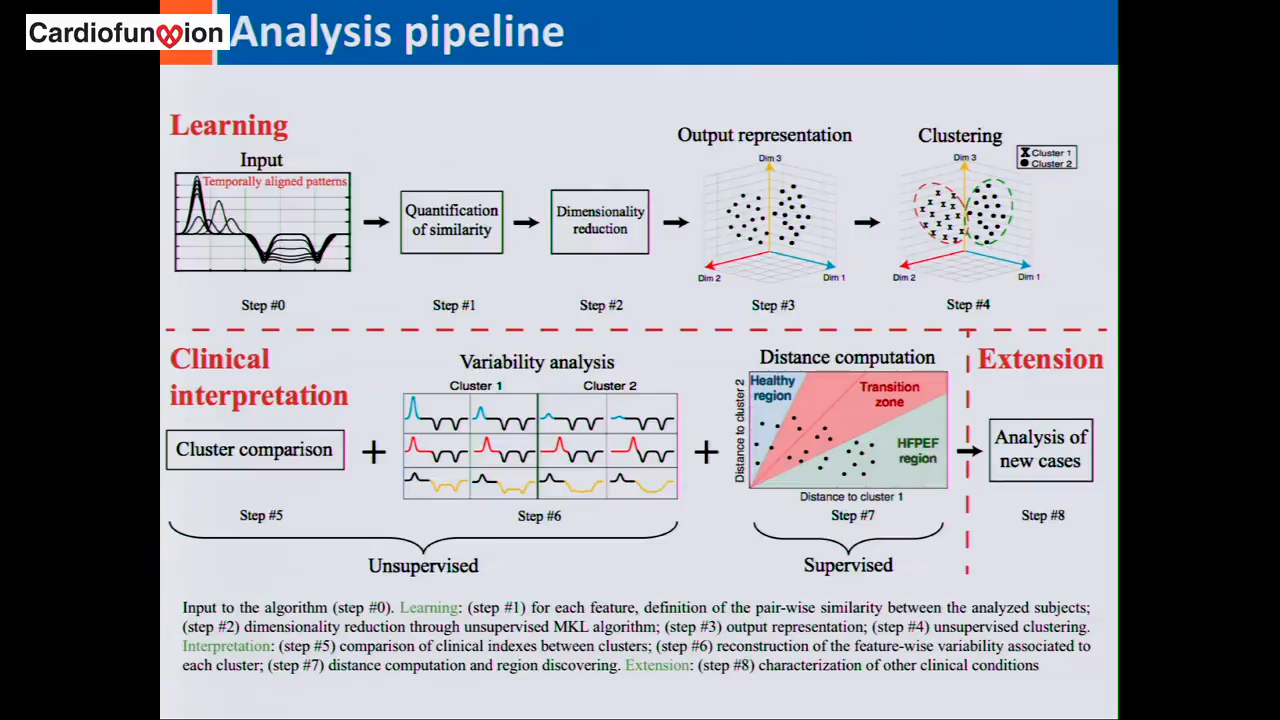 Cardiofunxion
Analysis pipeline
Learning
Input
Temporally aligned patterns
Step #0
Quantification
of similarity
Step #1
Dimensionality
reduction
Step #2
Output representation
Dim 3
Dim 2
Dim 1
Step #3
Clustering
Cluster 1
Cluster 2
Dim 3
Dim 2
Dim 1
Step #4
Clinical
interpretation
Cluster comparison
Step #5
+
Variability analysis
Cluster 1
Cluster 2
Step #6
Unsupervised
+
Distance computation
Distance to cluster 2
Healthy
region
Transition
zone
HFPEF
region
Distance to cluster 1
Step #7
Supervised
Extension
Analysis of
new cases
Step #8
Input to the algorithm (step #0). Learning: (step #1) for each feature, definition of the pair-wise similarity between the analyzed subjects;
(step #2) dimensionality reduction through unsupervised MKL algorithm; (step #3) output representation; (step #4) unsupervised clustering.
Interpretation: (step #5) comparison of clinical indexes between clusters; (step #6) reconstruction of the feature-wise variability associated to
each cluster; (step #7) distance computation and region discovering. Extension: (step #8) characterization of other clinical conditions